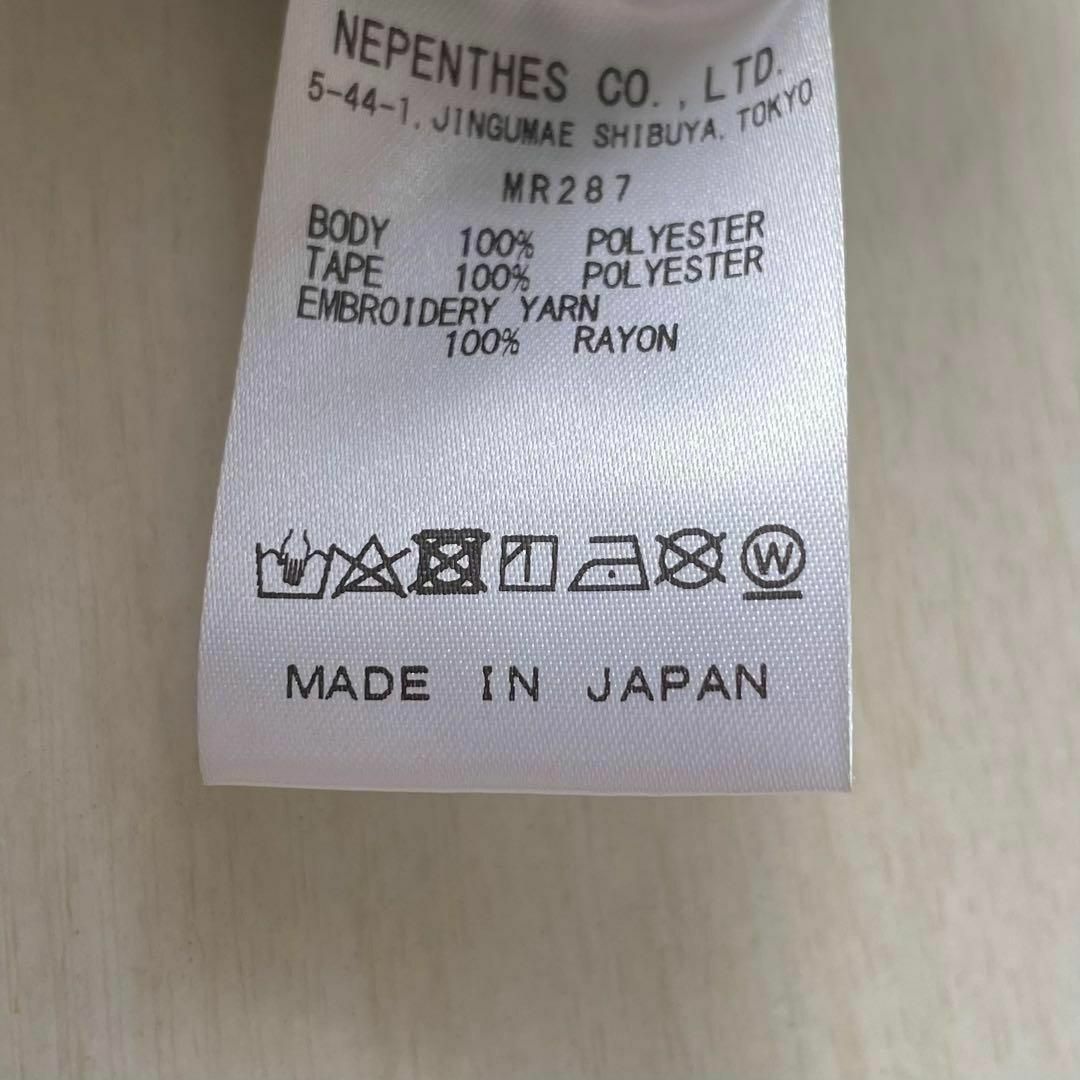 NEPENTHES CO., LTD.
5-44-1, JINGUMAE SHIBUYA, TOKYO
MR287
BODY 100% POLYESTER
TAPE 100% POLYESTER
EMBROIDERY YARN
100% RAYON
W
MADE IN JAPAN